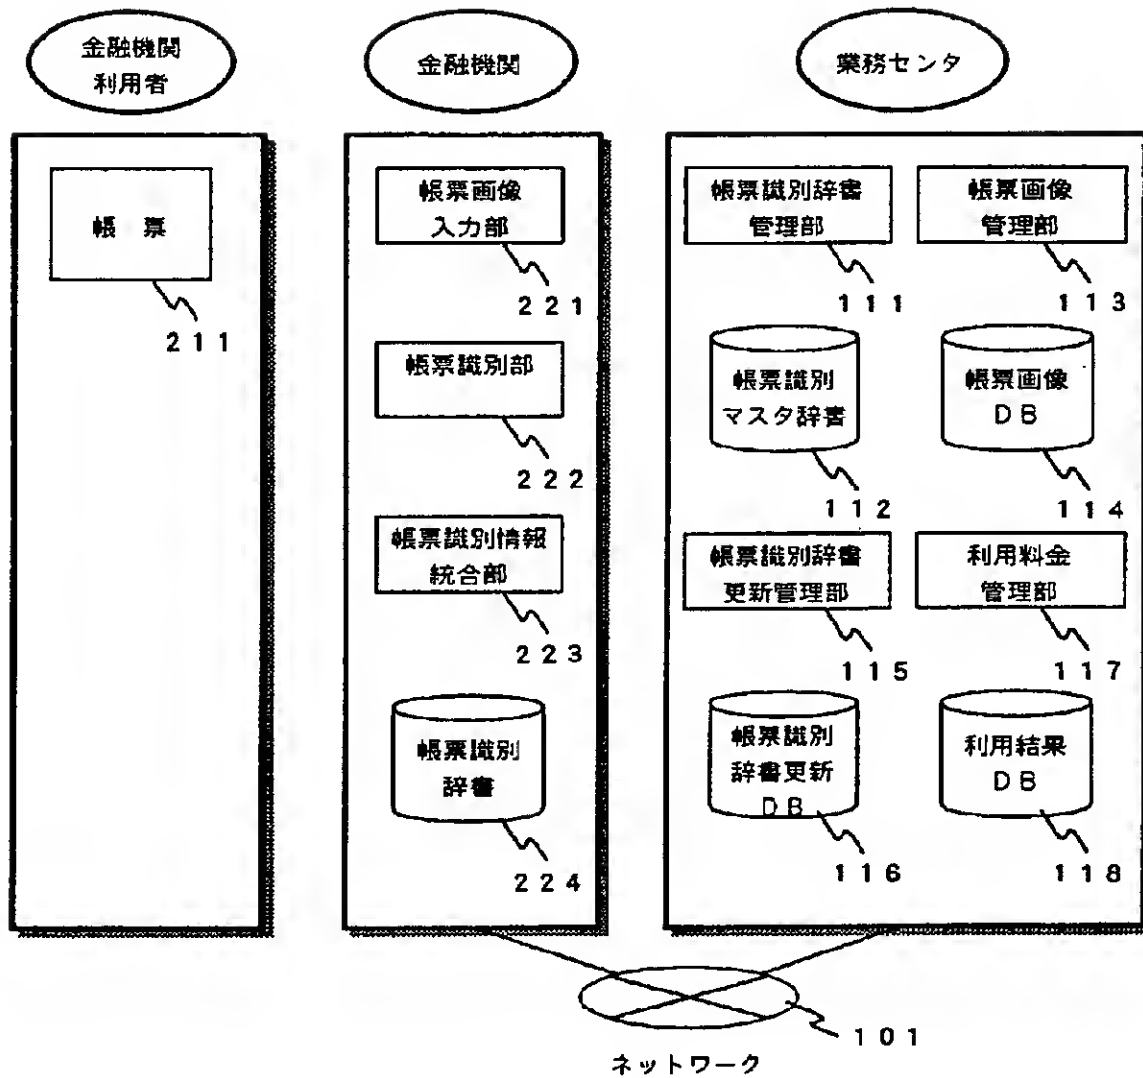 金融機関
利用者
金融機関
業務センタ
帳 票
211
帳票画像
入力部
221
帳票識別部
222
帳票識別情報
統合部
223
帳票識別
辞書
224
帳票識別辞書
管理部
111
帳票画像
管理部
113
帳票識別
マスタ辞書
112
帳票画像
DB
114
帳票識別辞書
更新管理部
115
利用料金
管理部
117
帳票識別
辞書更新
DB
116
利用結果
DB
118
101
ネットワーク